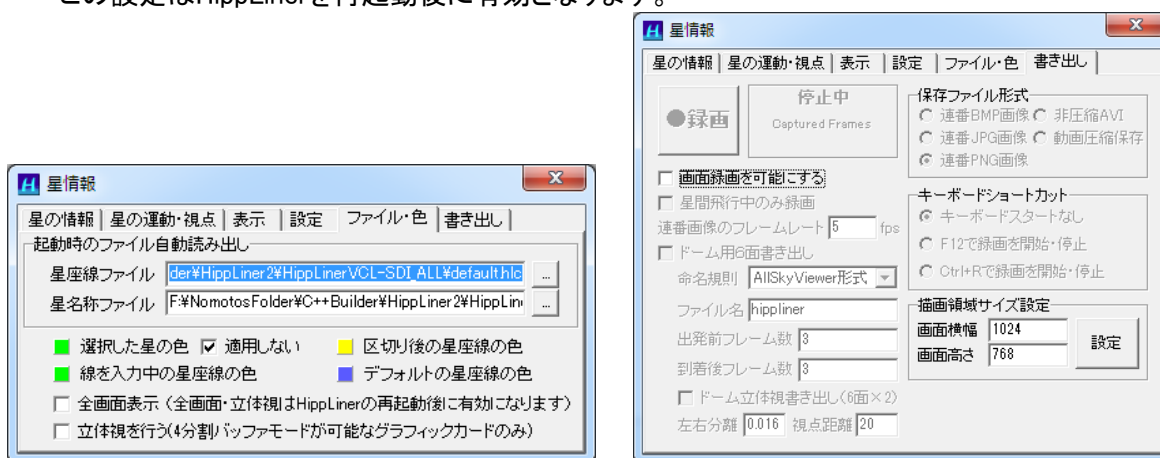 この設定はHippLinerを再起動後に有効となります。
星情報
星の情報 星の運動・視点 表示 設定 ファイル・色 書き出し
起動時のファイル自動読み出し
星座線ファイル der¥HippLiner2¥HippLinerVCL-SDI_ALL¥default.hlc ...
星名称ファイル F:¥NomotosFolder¥C++Builder¥HippLiner2¥HippLin ...
選択した星の色 適用しない 区切り後の星座線の色
線を入力中の星座線の色 デフォルトの星座線の色
全画面表示（全画面・立体視はHippLinerの再起動後に有効になります）
立体視を行う(4分割バッファモードが可能なグラフィックカードのみ)
星情報
星の情報 星の運動・視点 表示 設定 ファイル・色 書き出し
●録画
停止中
Captured Frames
画面録画を可能にする
星間飛行中のみ録画
連番画像のフレームレート 5 fps
ドーム用6面書き出し
命名規則 AllSkyViewer形式
ファイル名 hippliner
出発前フレーム数 3
到着後フレーム数 3
ドーム立体視書き出し(6面×2)
左右分離 0.016 視点距離 20
保存ファイル形式
連番BMP画像 非圧縮AVI
連番JPG画像 動画圧縮保存
連番PNG画像
キーボードショートカット
キーボードスタートなし
F12で録画を開始・停止
Ctrl+Rで録画を開始・停止
描画領域サイズ設定
画面横幅 1024
画面高さ 768
設定